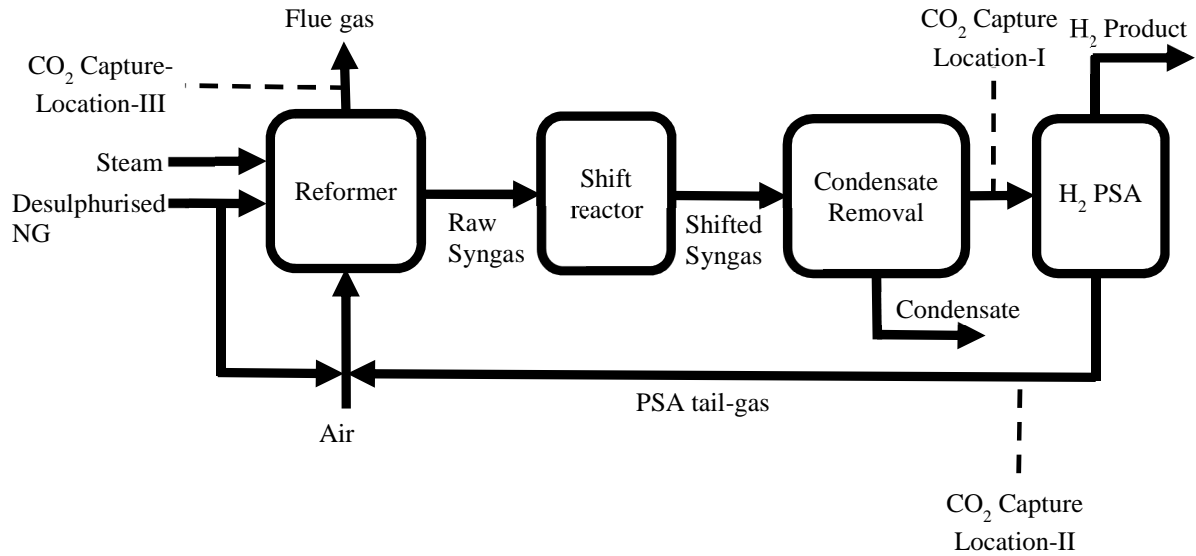 Flue gas
CO₂ Capture-
Location-III
Steam
Desulphurised
NG
Reformer
Raw
Syngas
Shift
reactor
Shifted
Syngas
Condensate
Removal
Condensate
CO₂ Capture
Location-I
H₂ Product
H₂ PSA
PSA tail-gas
Air
CO₂ Capture
Location-II